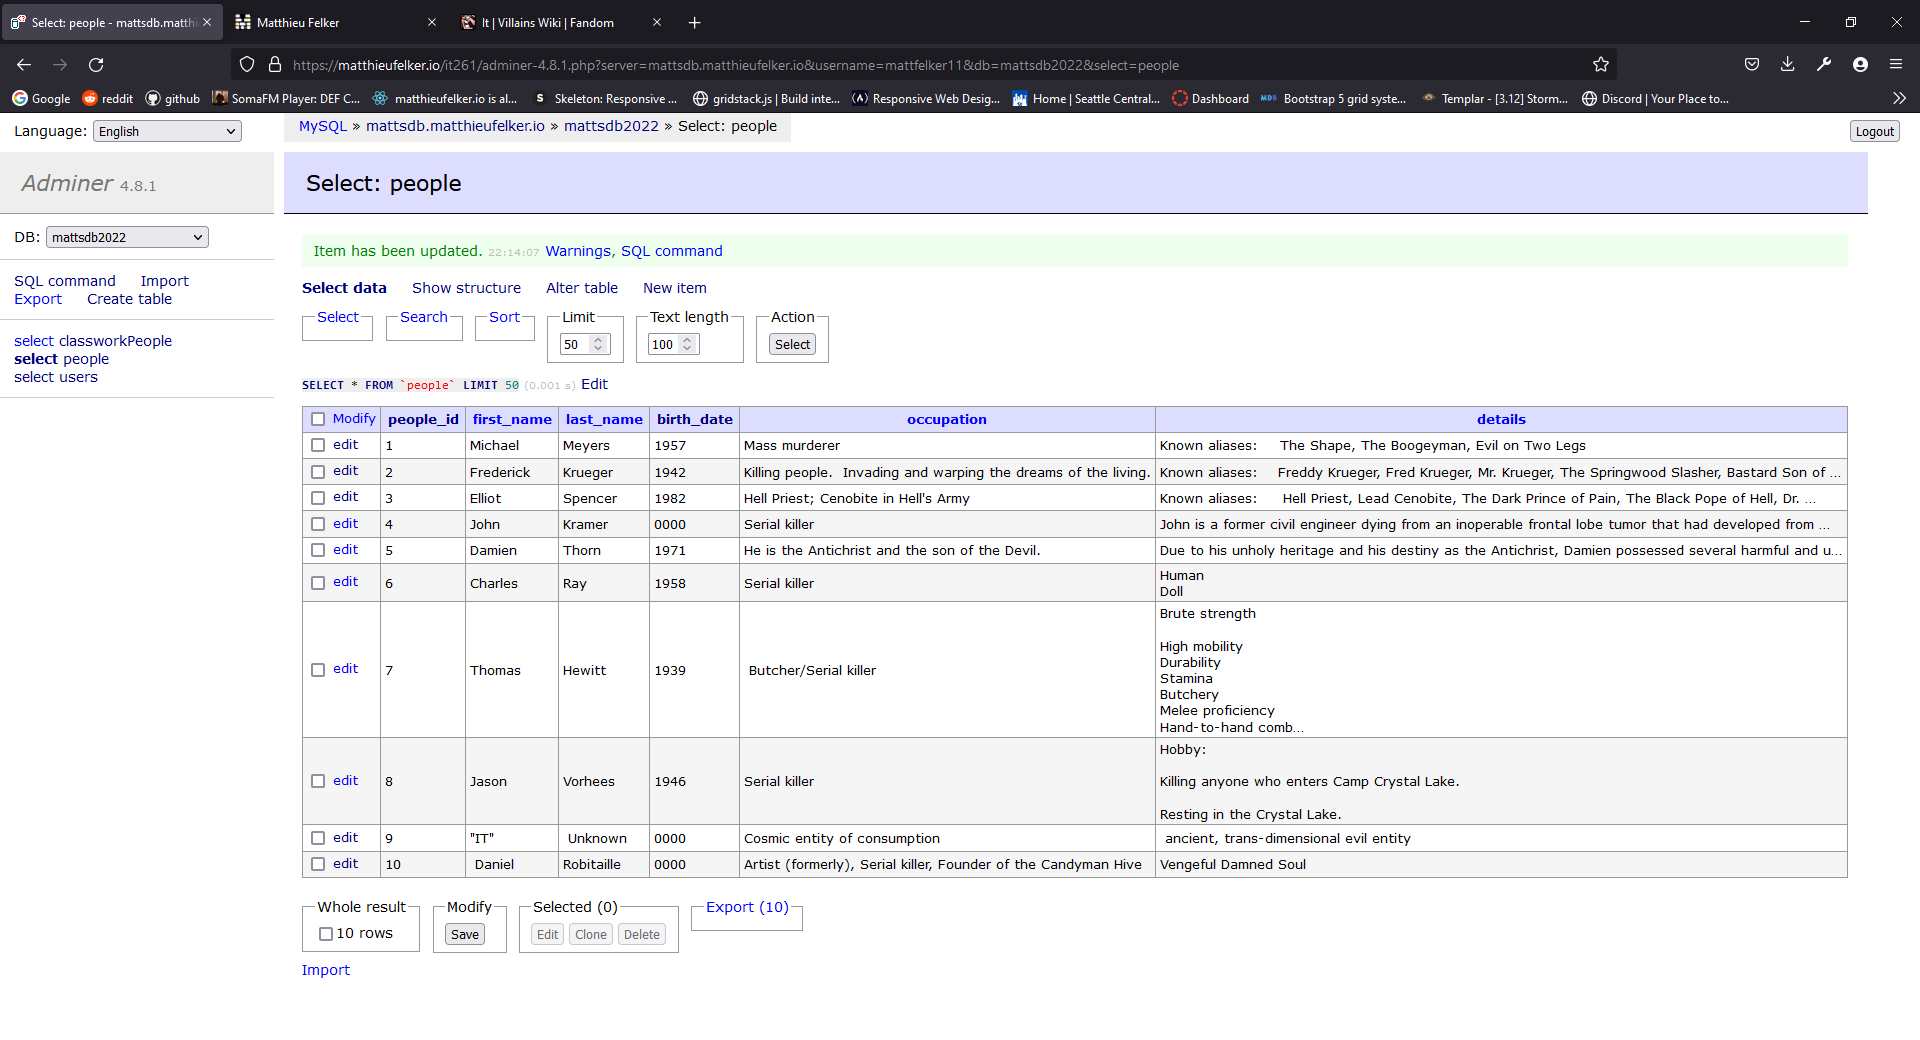 Select: people - mattsdb.matthi
Matthieu Felker
It | Villains Wiki | Fandom
https://matthieufelker.io/it261/adminer-4.8.1.php?server=mattsdb.matthieufelker.io&username=mattfelker11&db=mattsdb2022&select=people
Google reddit github SomaFM Player: DEF C... matthieufelker.io is al... Skeleton: Responsive ... gridstack.js | Build inte... Responsive Web Desig... Home | Seattle Central... Dashboard Bootstrap 5 grid syste... Templar - [3.12] Storm... Discord | Your Place to...
Language: English
MySQL » mattsdb.matthieufelker.io » mattsdb2022 » Select: people
Logout
Adminer 4.8.1
Select: people
DB: mattsdb2022
Item has been updated. 22:14:07 Warnings, SQL command
SQL command Import
Export Create table
select classworkPeople
select people
select users
Select data Show structure Alter table New item
Select Search Sort Limit Text length Action
50 100 Select
SELECT * FROM `people` LIMIT 50 (0.001 s) Edit
Modify people_id first_name last_name birth_date occupation details
edit 1 Michael Meyers 1957 Mass murderer Known aliases: The Shape, The Boogeyman, Evil on Two Legs
edit 2 Frederick Krueger 1942 Killing people. Invading and warping the dreams of the living. Known aliases: Freddy Krueger, Fred Krueger, Mr. Krueger, The Springwood Slasher, Bastard Son of ...
edit 3 Elliot Spencer 1982 Hell Priest; Cenobite in Hell's Army Known aliases: Hell Priest, Lead Cenobite, The Dark Prince of Pain, The Black Pope of Hell, Dr. ...
edit 4 John Kramer 0000 Serial killer John is a former civil engineer dying from an inoperable frontal lobe tumor that had developed from ...
edit 5 Damien Thorn 1971 He is the Antichrist and the son of the Devil. Due to his unholy heritage and his destiny as the Antichrist, Damien possessed several harmful and u...
edit 6 Charles Ray 1958 Serial killer Human
Doll
edit 7 Thomas Hewitt 1939 Butcher/Serial killer Brute strength
High mobility
Durability
Stamina
Butchery
Melee proficiency
Hand-to-hand comb...
edit 8 Jason Vorhees 1946 Serial killer Hobby:
Killing anyone who enters Camp Crystal Lake.
Resting in the Crystal Lake.
edit 9 "IT" Unknown 0000 Cosmic entity of consumption ancient, trans-dimensional evil entity
edit 10 Daniel Robitaille 0000 Artist (formerly), Serial killer, Founder of the Candyman Hive Vengeful Damned Soul
Whole result Modify Selected (0) Export (10)
10 rows Save Edit Clone Delete
Import